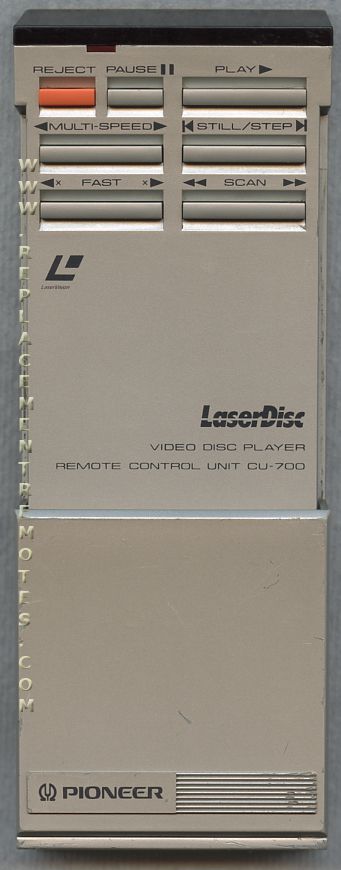 REJECT PAUSE PLAY
MULTI-SPEED STILL/STEP
× FAST × SCAN
LaserVision
LaserDisc
VIDEO DISC PLAYER
REMOTE CONTROL UNIT CU-700
PIONEER
WWW.REPLACEMENTREMOTES.COM